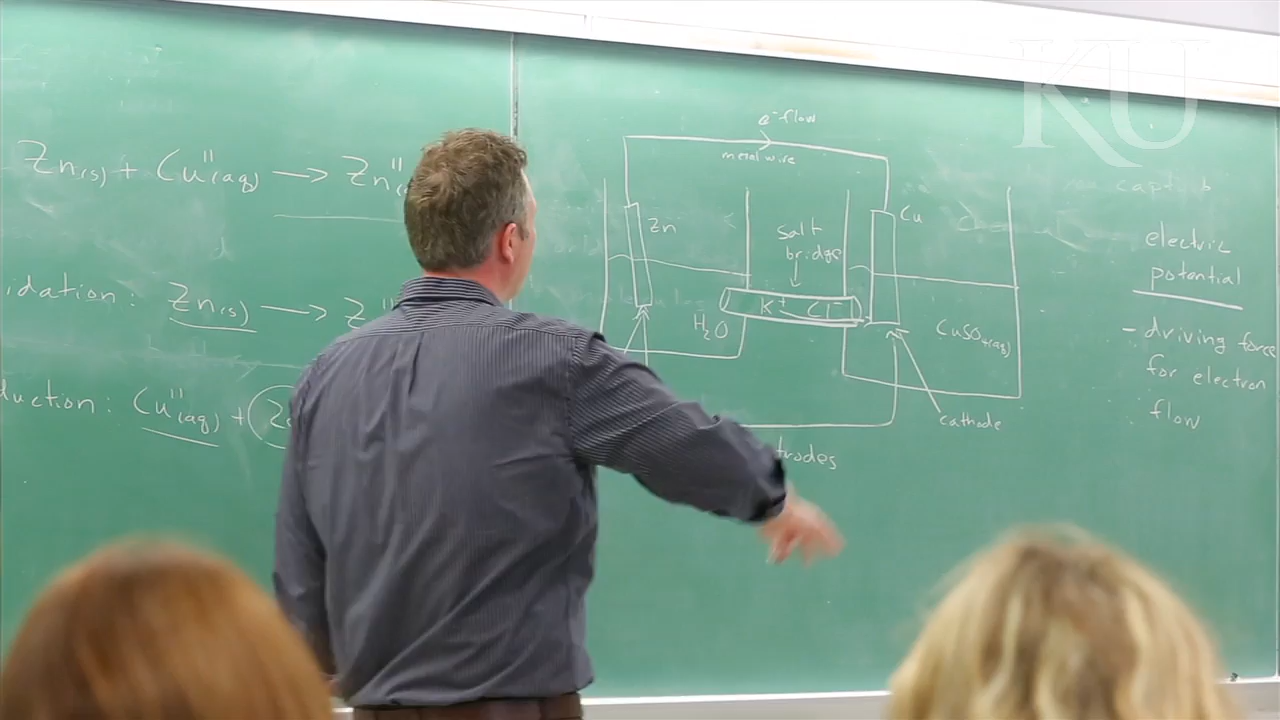 KU
Zn(s) + Cu"(aq) → Zn"(
idation: Zn(s) → Z
duction: Cu"(aq) +
e⁻ flow
metal wire
Zn
Cu
salt
bridge
K⁺ Cl⁻
H₂O
CuSO₄(aq)
cathode
trodes
electric
potential
- driving force
for electron
flow